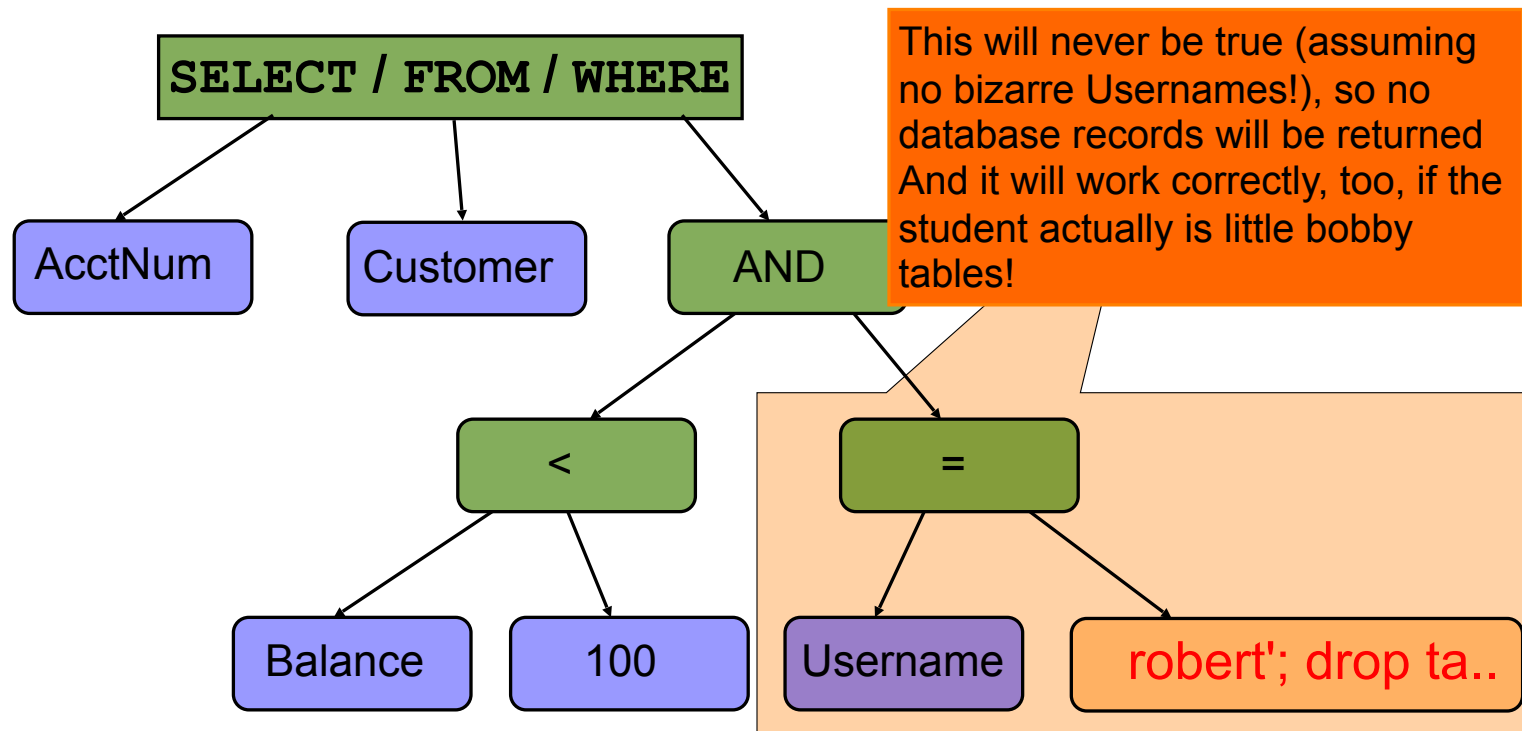 SELECT / FROM / WHERE
This will never be true (assuming
no bizarre Usernames!), so no
database records will be returned
And it will work correctly, too, if the
student actually is little bobby
tables!
AcctNum
Customer
AND
<
=
Balance
100
Username
robert'; drop ta..